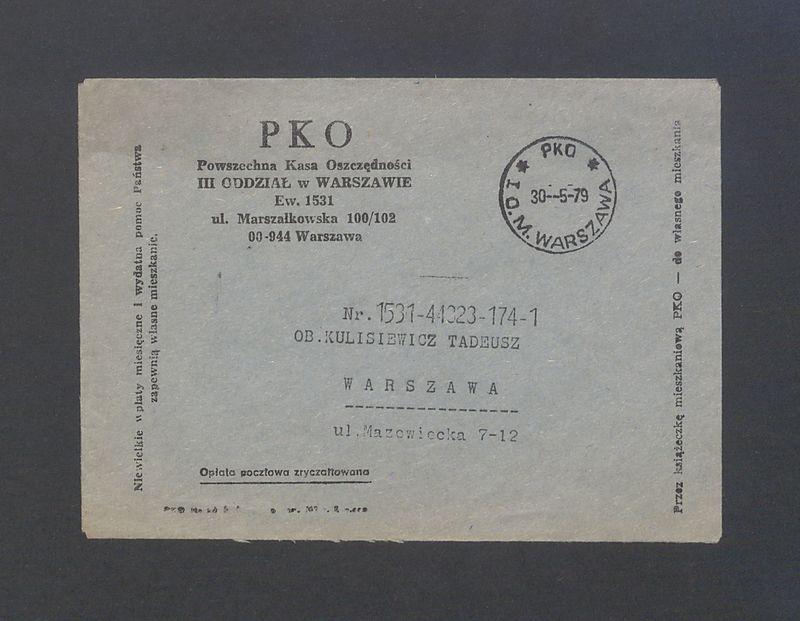 PKO
Powszechna Kasa Oszczędności
III ODDZIAŁ w WARSZAWIE
Ew. 1531
ul. Marszałkowska 100/102
00-944 Warszawa
* PKO *
30--5-79
I O.M. WARSZAWA
Niewielkie wpłaty miesięczne i wydatna pomoc Państwa
zapewnią własne mieszkanie.
Nr. 1531-44323-174-1
OB.KULISIEWICZ TADEUSZ
WARSZAWA
ul.Mazowiecka 7-12
Opłata pocztowa zryczałtowana
Przez książeczkę mieszkaniową PKO — do własnego mieszkania